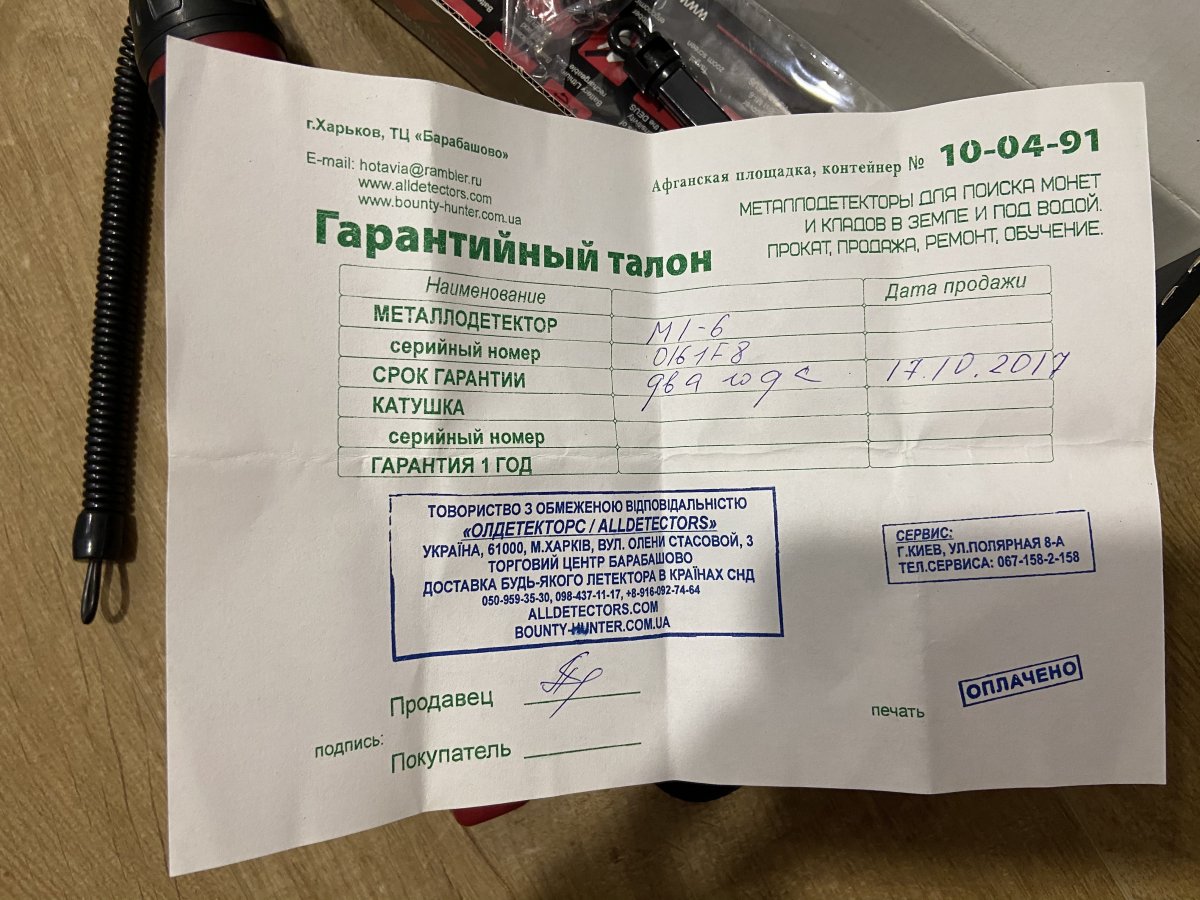 г.Харьков, ТЦ «Барабашово»
E-mail: hotavia@rambler.ru
www.alldetectors.com
www.bounty-hunter.com.ua
Афганская площадка, контейнер № 10-04-91
МЕТАЛЛОДЕТЕКТОРЫ ДЛЯ ПОИСКА МОНЕТ
И КЛАДОВ В ЗЕМЛЕ И ПОД ВОДОЙ.
ПРОКАТ, ПРОДАЖА, РЕМОНТ, ОБУЧЕНИЕ.
Гарантийный талон
Наименование Дата продажи
МЕТАЛЛОДЕТЕКТОР MI-6
серийный номер 0161F8
СРОК ГАРАНТИИ два года 17.10.2017
КАТУШКА
серийный номер
ГАРАНТИЯ 1 ГОД
ТОВОРИСТВО З ОБМЕЖЕНОЮ ВІДПОВІДАЛЬНІСТЮ
«ОЛДЕТЕКТОРС / ALLDETECTORS»
УКРАЇНА, 61000, М.ХАРКІВ, ВУЛ. ОЛЕНИ СТАСОВОЙ, 3
ТОРГОВИЙ ЦЕНТР БАРАБАШОВО
ДОСТАВКА БУДЬ-ЯКОГО ЛЕТЕКТОРА В КРАЇНАХ СНД
050-959-35-30, 098-437-11-17, +8-916-092-74-64
ALLDETECTORS.COM
BOUNTY-HUNTER.COM.UA
СЕРВИС:
Г.КИЕВ, УЛ.ПОЛЯРНАЯ 8-А
ТЕЛ.СЕРВИСА: 067-158-2-158
ОПЛАЧЕНО
Продавец
печать
подпись:
Покупатель